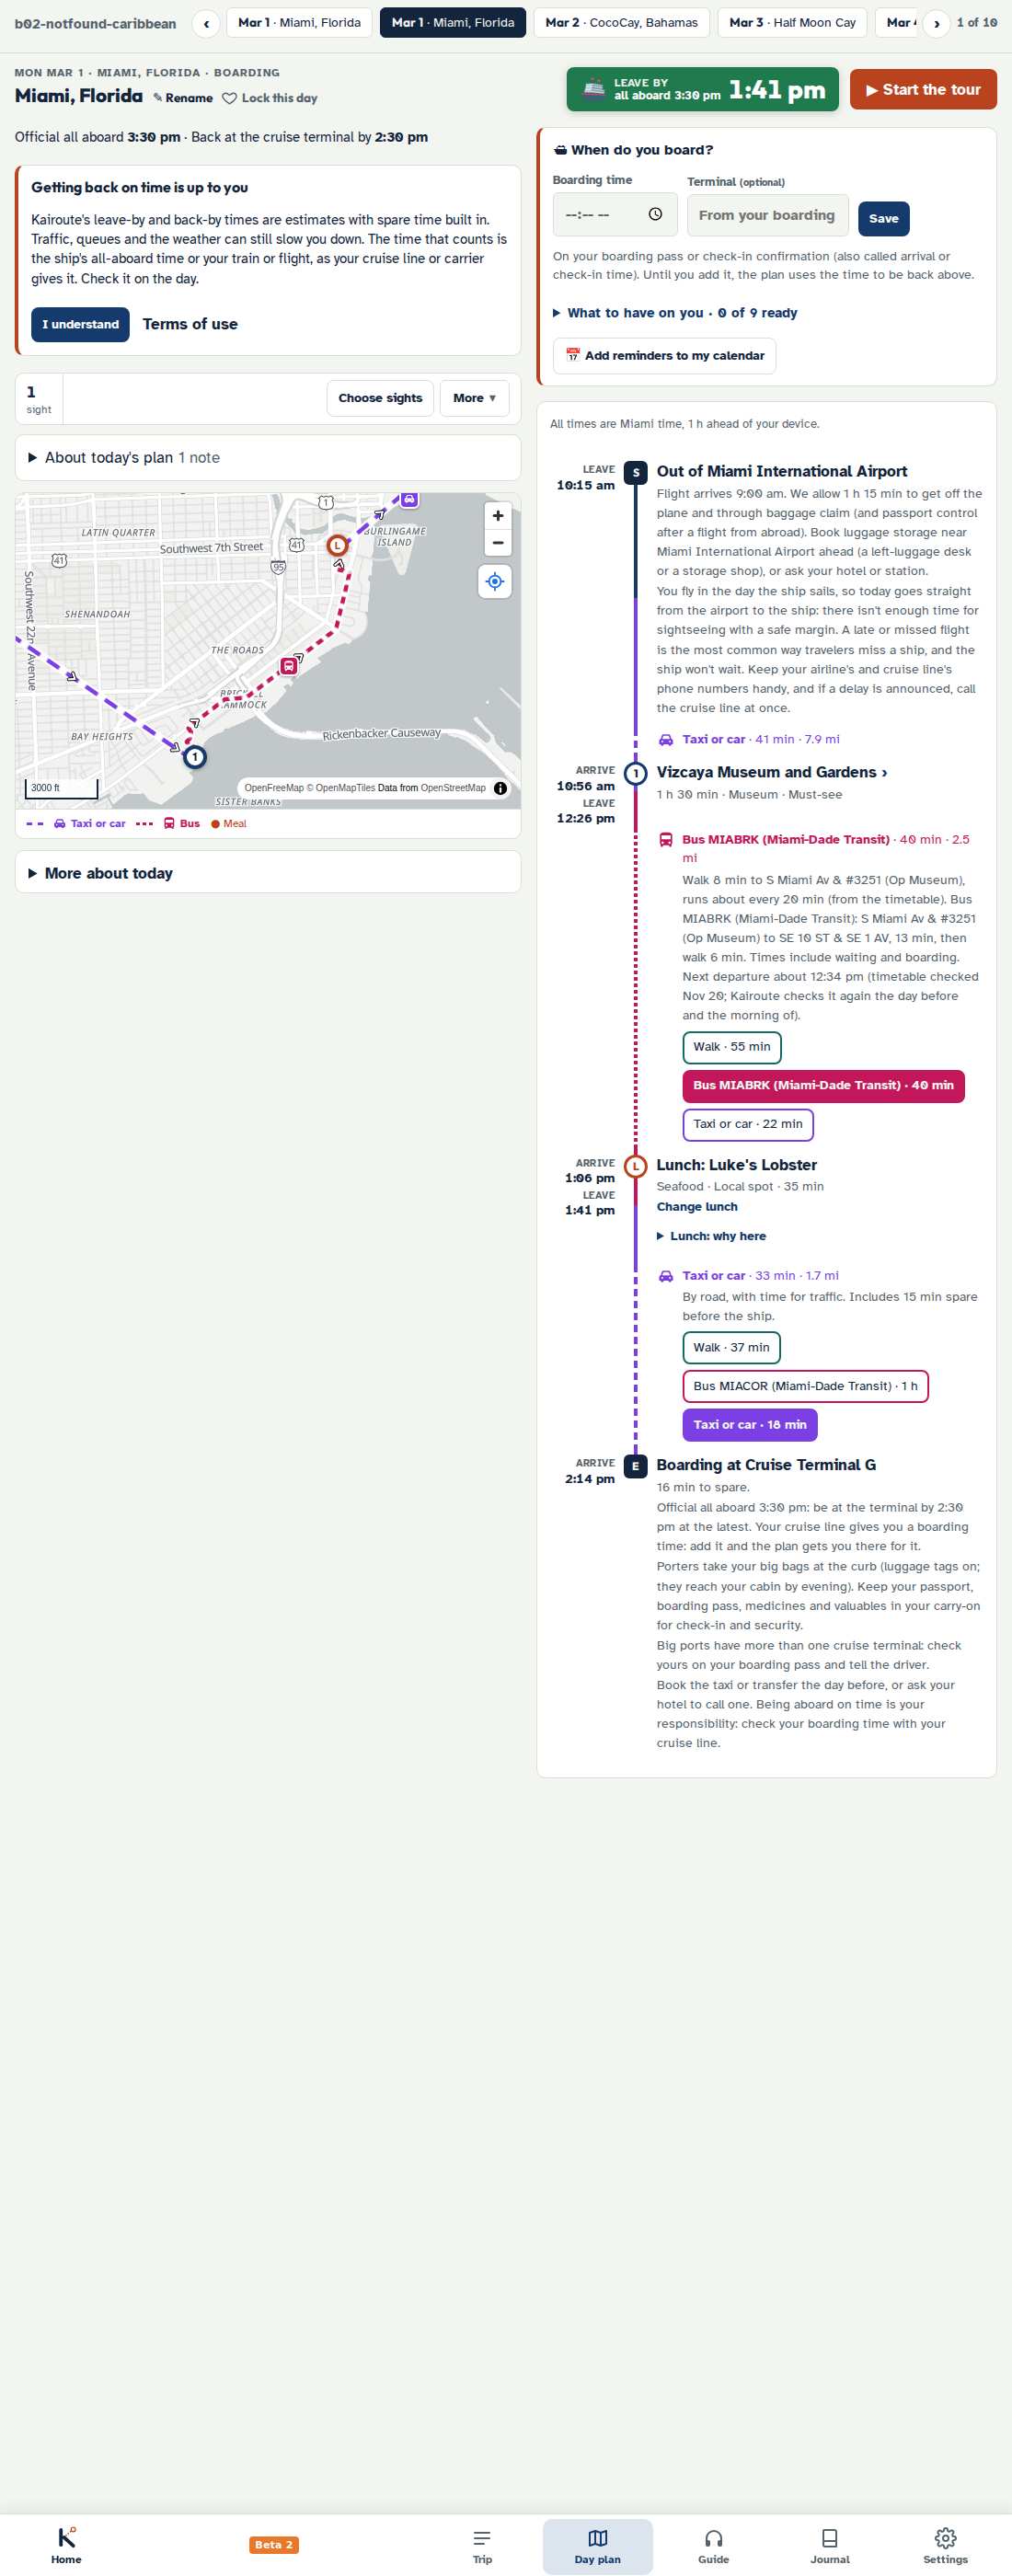 b02-notfound-caribbean
‹
Mar 1 · Miami, Florida
Mar 1 · Miami, Florida
Mar 2 · CocoCay, Bahamas
Mar 3 · Half Moon Cay
Mar
›
1 of 10
MON MAR 1 · MIAMI, FLORIDA · BOARDING
Miami, Florida ✎ Rename Lock this day
LEAVE BY
all aboard 3:30 pm 1:41 pm
▶ Start the tour
Official all aboard 3:30 pm · Back at the cruise terminal by 2:30 pm
Getting back on time is up to you
Kairoute's leave-by and back-by times are estimates with spare time built in.
Traffic, queues and the weather can still slow you down. The time that counts is
the ship's all-aboard time or your train or flight, as your cruise line or carrier
gives it. Check it on the day.
I understand Terms of use
1
sight
Choose sights
More ▾
▶ About today's plan 1 note
LATIN QUARTER
Southwest 7th Street
41
41
1
95
BURLINGAME
ISLAND
L
Southwest 22nd Avenue
SHENANDOAH
THE ROADS
BRICKELL
HAMMOCK
BAY HEIGHTS
1
Rickenbacker Causeway
SISTER BANKS
+
−
3000 ft
OpenFreeMap © OpenMapTiles Data from OpenStreetMap
Taxi or car Bus Meal
▶ More about today
When do you board?
Boarding time
Terminal (optional)
--:-- --
From your boarding
Save
On your boarding pass or check-in confirmation (also called arrival or
check-in time). Until you add it, the plan uses the time to be back above.
▶ What to have on you · 0 of 9 ready
Add reminders to my calendar
All times are Miami time, 1 h ahead of your device.
LEAVE
10:15 am
S
Out of Miami International Airport
Flight arrives 9:00 am. We allow 1 h 15 min to get off the
plane and through baggage claim (and passport control
after a flight from abroad). Book luggage storage near
Miami International Airport ahead (a left-luggage desk
or a storage shop), or ask your hotel or station.
You fly in the day the ship sails, so today goes straight
from the airport to the ship: there isn't enough time for
sightseeing with a safe margin. A late or missed flight
is the most common way travelers miss a ship, and the
ship won't wait. Keep your airline's and cruise line's
phone numbers handy, and if a delay is announced, call
the cruise line at once.
Taxi or car · 41 min · 7.9 mi
ARRIVE
10:56 am
LEAVE
12:26 pm
1
Vizcaya Museum and Gardens ›
1 h 30 min · Museum · Must-see
Bus MIABRK (Miami-Dade Transit) · 40 min · 2.5
mi
Walk 8 min to S Miami Av & #3251 (Op Museum),
runs about every 20 min (from the timetable). Bus
MIABRK (Miami-Dade Transit): S Miami Av & #3251
(Op Museum) to SE 10 ST & SE 1 AV, 13 min, then
walk 6 min. Times include waiting and boarding.
Next departure about 12:34 pm (timetable checked
Nov 20; Kairoute checks it again the day before
and the morning of).
Walk · 55 min
Bus MIABRK (Miami-Dade Transit) · 40 min
Taxi or car · 22 min
ARRIVE
1:06 pm
LEAVE
1:41 pm
L
Lunch: Luke's Lobster
Seafood · Local spot · 35 min
Change lunch
▶ Lunch: why here
Taxi or car · 33 min · 1.7 mi
By road, with time for traffic. Includes 15 min spare
before the ship.
Walk · 37 min
Bus MIACOR (Miami-Dade Transit) · 1 h
Taxi or car · 18 min
ARRIVE
2:14 pm
E
Boarding at Cruise Terminal G
16 min to spare.
Official all aboard 3:30 pm: be at the terminal by 2:30
pm at the latest. Your cruise line gives you a boarding
time: add it and the plan gets you there for it.
Porters take your big bags at the curb (luggage tags on;
they reach your cabin by evening). Keep your passport,
boarding pass, medicines and valuables in your carry-on
for check-in and security.
Big ports have more than one cruise terminal: check
yours on your boarding pass and tell the driver.
Book the taxi or transfer the day before, or ask your
hotel to call one. Being aboard on time is your
responsibility: check your boarding time with your
cruise line.
Home
Beta 2
Trip
Day plan
Guide
Journal
Settings